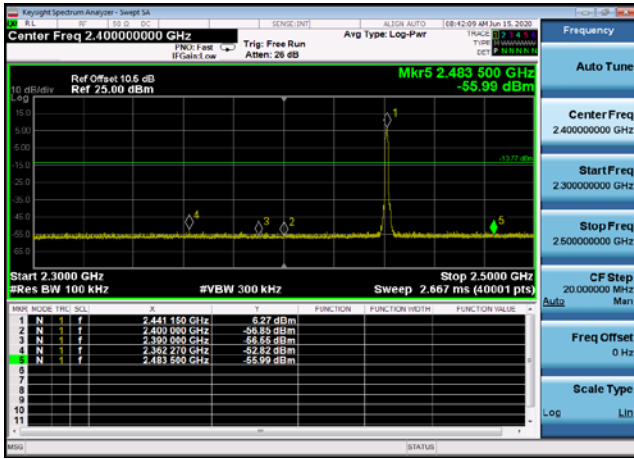 Keysight Spectrum Analyzer - Swept SA
RL RF 50 Ω DC SENSE:INT ALIGN AUTO 08:42:09 AM Jun 15, 2020
Center Freq 2.400000000 GHz
PNO: Fast
IFGain:Low
Trig: Free Run
Atten: 26 dB
Avg Type: Log-Pwr
TRACE 1 2 3 4 5 6
TYPE
DET P N N N N N
Ref Offset 10.6 dB
10 dB/div Ref 25.00 dBm
Log
Mkr5 2.483 500 GHz
-55.99 dBm
15.0
5.00
-5.00
-15.0
-25.0
-35.0
-45.0
-55.0
-65.0
-13.77 dBm
1
4
3
2
5
Start 2.3000 GHz Stop 2.5000 GHz
#Res BW 100 kHz #VBW 300 kHz Sweep 2.667 ms (40001 pts)
MKR MODE TRC SCL X Y FUNCTION FUNCTION WIDTH FUNCTION VALUE
1 N 1 f 2.441 150 GHz 6.27 dBm
2 N 1 f 2.400 000 GHz -56.85 dBm
3 N 1 f 2.390 000 GHz -56.55 dBm
4 N 1 f 2.362 270 GHz -52.82 dBm
5 N 1 f 2.483 500 GHz -55.99 dBm
6
7
8
9
10
11
MSG STATUS
Frequency
Auto Tune
Center Freq
2.400000000 GHz
Start Freq
2.300000000 GHz
Stop Freq
2.500000000 GHz
CF Step
20.000000 MHz
Auto Man
Freq Offset
0 Hz
Scale Type
Log Lin